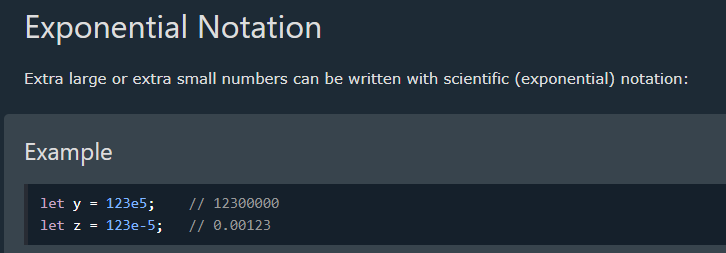 Exponential Notation
Extra large or extra small numbers can be written with scientific (exponential) notation:
Example
let y = 123e5;    // 12300000
let z = 123e-5;   // 0.00123